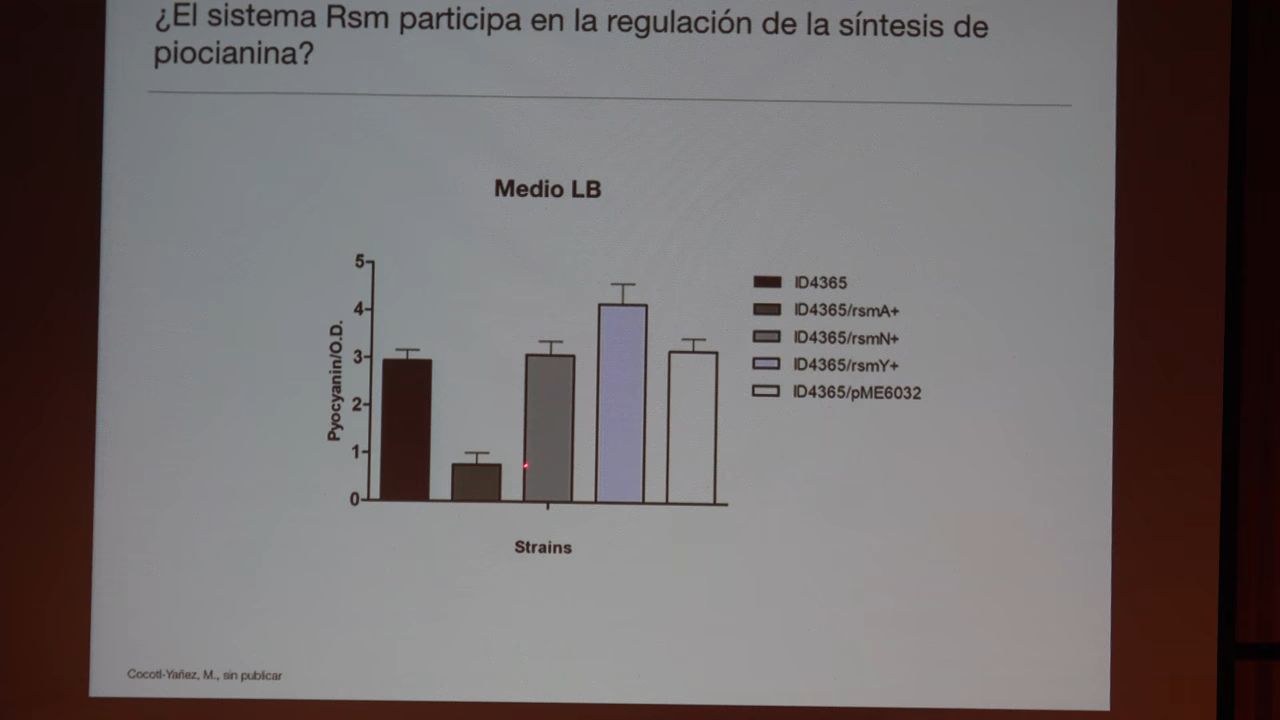 ¿El sistema Rsm participa en la regulación de la síntesis de
piocianina?
Medio LB
Pyocyanin/O.D.
5
4
3
2
1
0
Strains
ID4365
ID4365/rsmA+
ID4365/rsmN+
ID4365/rsmY+
ID4365/pME6032
Cocotl-Yañez, M., sin publicar